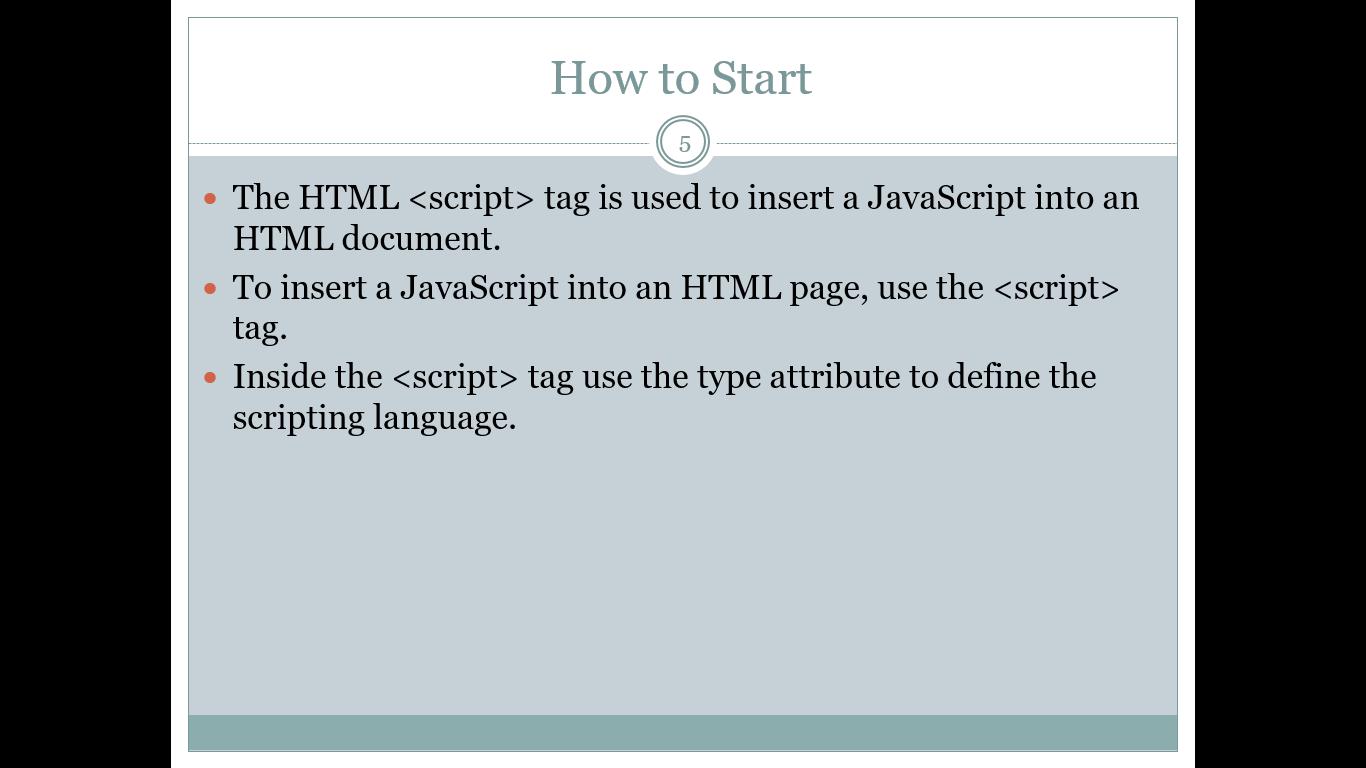 How to Start
5
• The HTML <script> tag is used to insert a JavaScript into an
HTML document.
• To insert a JavaScript into an HTML page, use the <script>
tag.
• Inside the <script> tag use the type attribute to define the
scripting language.